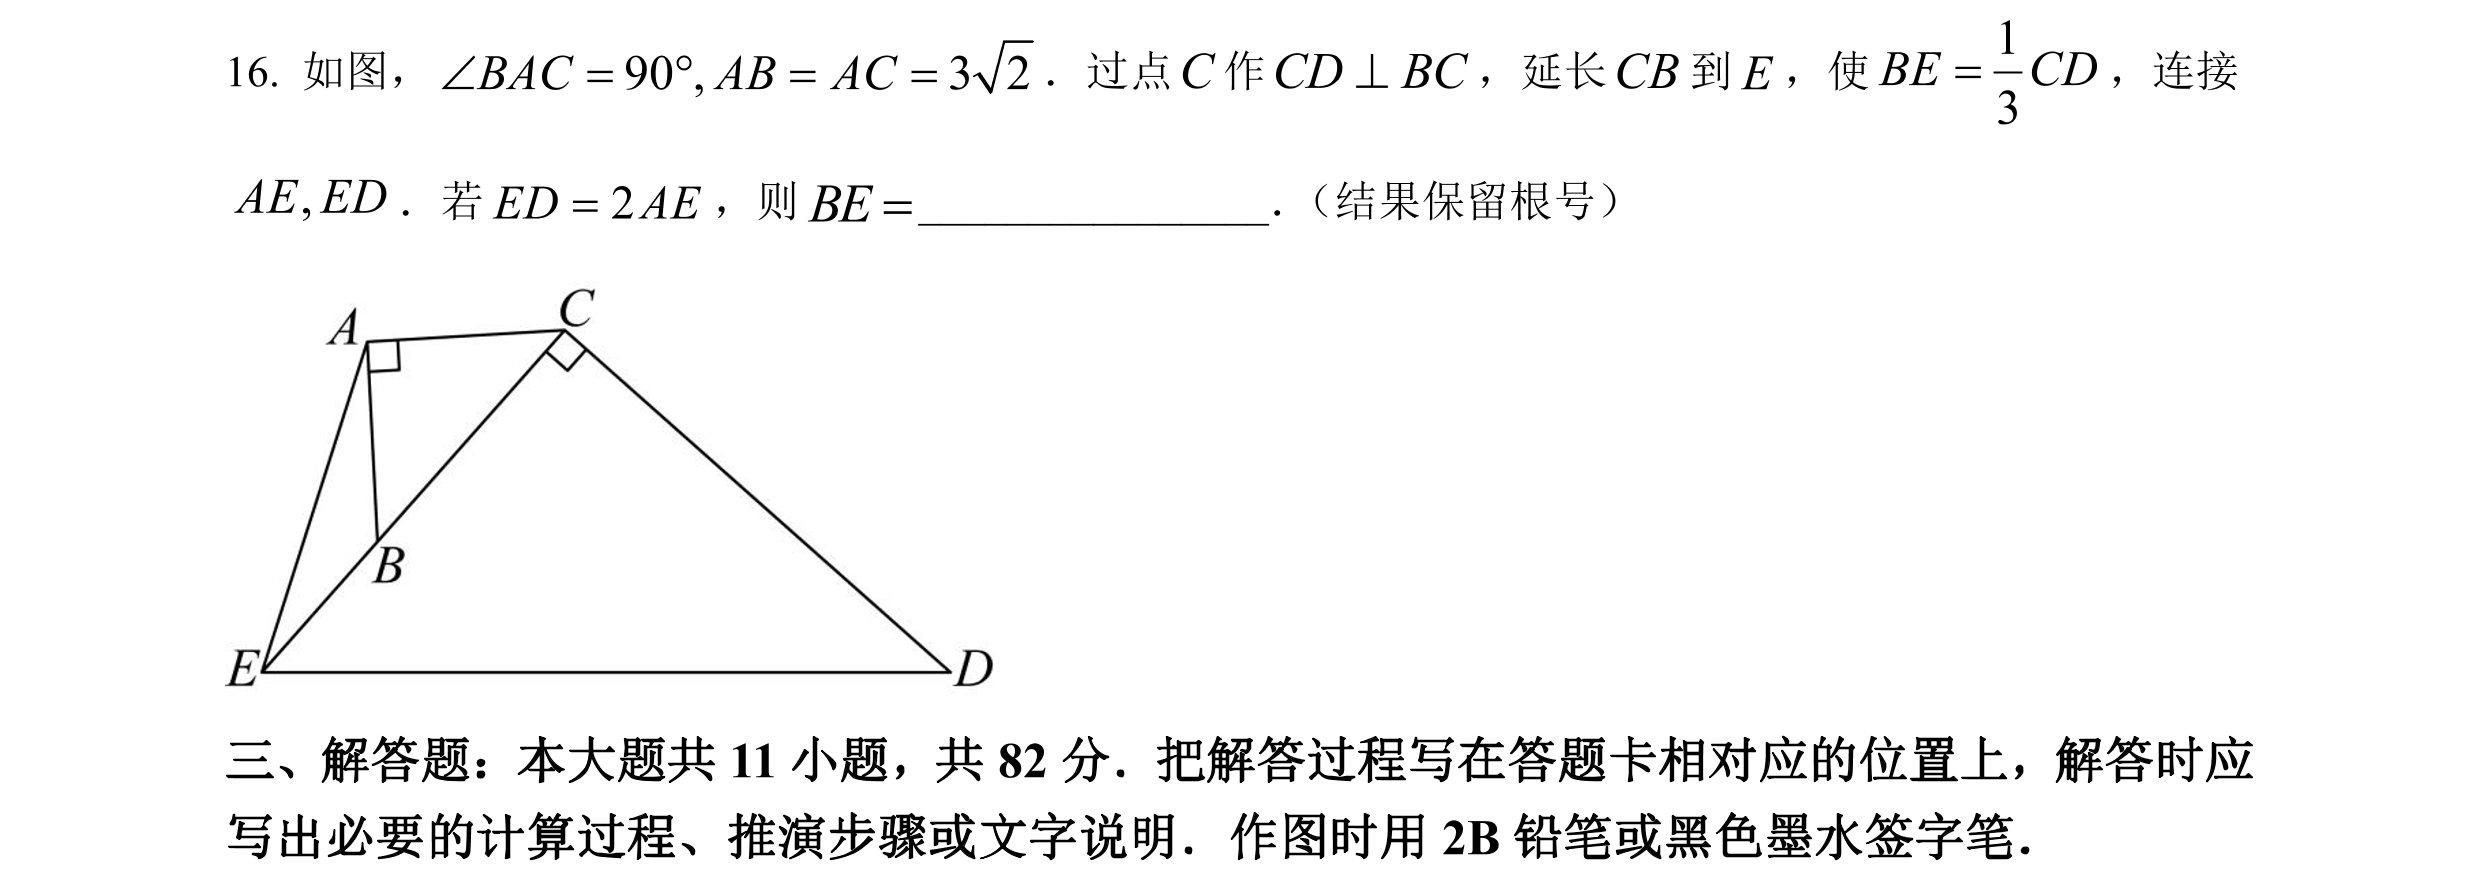 16. 如图，∠BAC = 90°, AB = AC = 3√2．过点 C 作 CD ⊥ BC，延长 CB 到 E，使 BE = 1/3 CD，连接
AE, ED．若 ED = 2AE，则 BE = ________________．（结果保留根号）
C
A
B
E
D
三、解答题：本大题共 11 小题，共 82 分．把解答过程写在答题卡相对应的位置上，解答时应
写出必要的计算过程、推演步骤或文字说明．作图时用 2B 铅笔或黑色墨水签字笔．